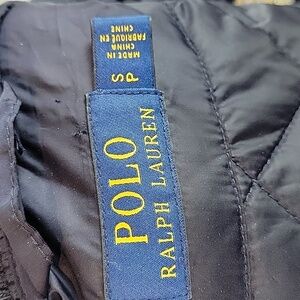 MADE IN
CHINA
FABRIQUÉ EN
CHINE
S
P
POLO
RALPH LAUREN